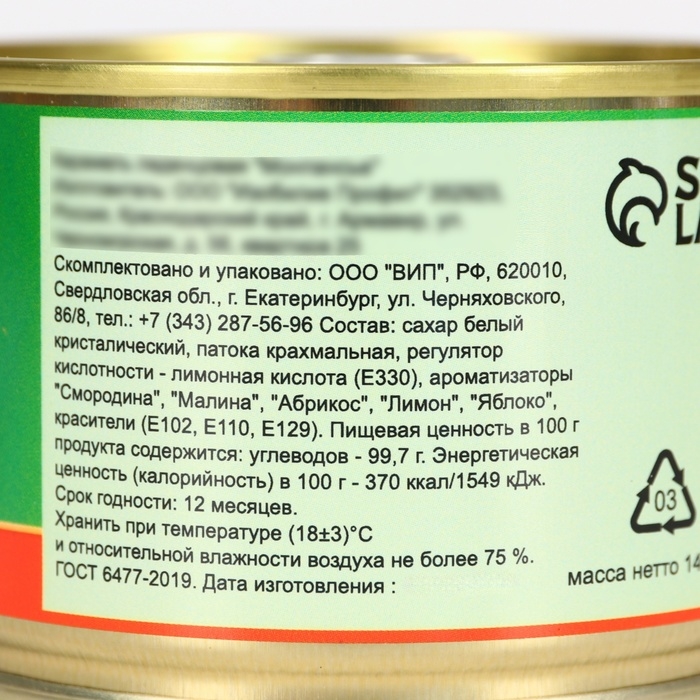 Скомплектовано и упаковано: ООО "ВИП", РФ, 620010,
Свердловская обл., г. Екатеринбург, ул. Черняховского,
86/8, тел.: +7 (343) 287-56-96 Состав: сахар белый
кристалический, патока крахмальная, регулятор
кислотности - лимонная кислота (Е330), ароматизаторы
"Смородина", "Малина", "Абрикос", "Лимон", "Яблоко",
красители (Е102, Е110, Е129). Пищевая ценность в 100 г
продукта содержится: углеводов - 99,7 г. Энергетическая
ценность (калорийность) в 100 г - 370 ккал/1549 кДж.
Срок годности: 12 месяцев.
Хранить при температуре (18±3)°С
и относительной влажности воздуха не более 75 %.
ГОСТ 6477-2019. Дата изготовления :
S
LA
03
масса нетто 14